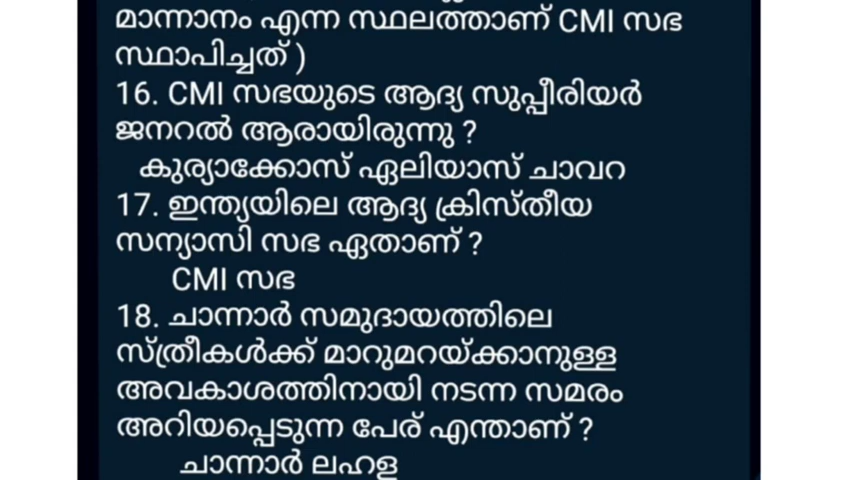 മാന്നാനം എന്ന സ്ഥലത്താണ് CMI സഭ
സ്ഥാപിച്ചത് )
16. CMI സഭയുടെ ആദ്യ സുപ്പീരിയർ
ജനറൽ ആരായിരുന്നു ?
കുര്യാക്കോസ് ഏലിയാസ് ചാവറ
17. ഇന്ത്യയിലെ ആദ്യ ക്രിസ്തീയ
സന്യാസി സഭ ഏതാണ് ?
CMI സഭ
18. ചാന്നാർ സമുദായത്തിലെ
സ്ത്രീകൾക്ക് മാറുമറയ്ക്കാനുള്ള
അവകാശത്തിനായി നടന്ന സമരം
അറിയപ്പെടുന്ന പേര് എന്താണ് ?
ചാന്നാർ ലഹള